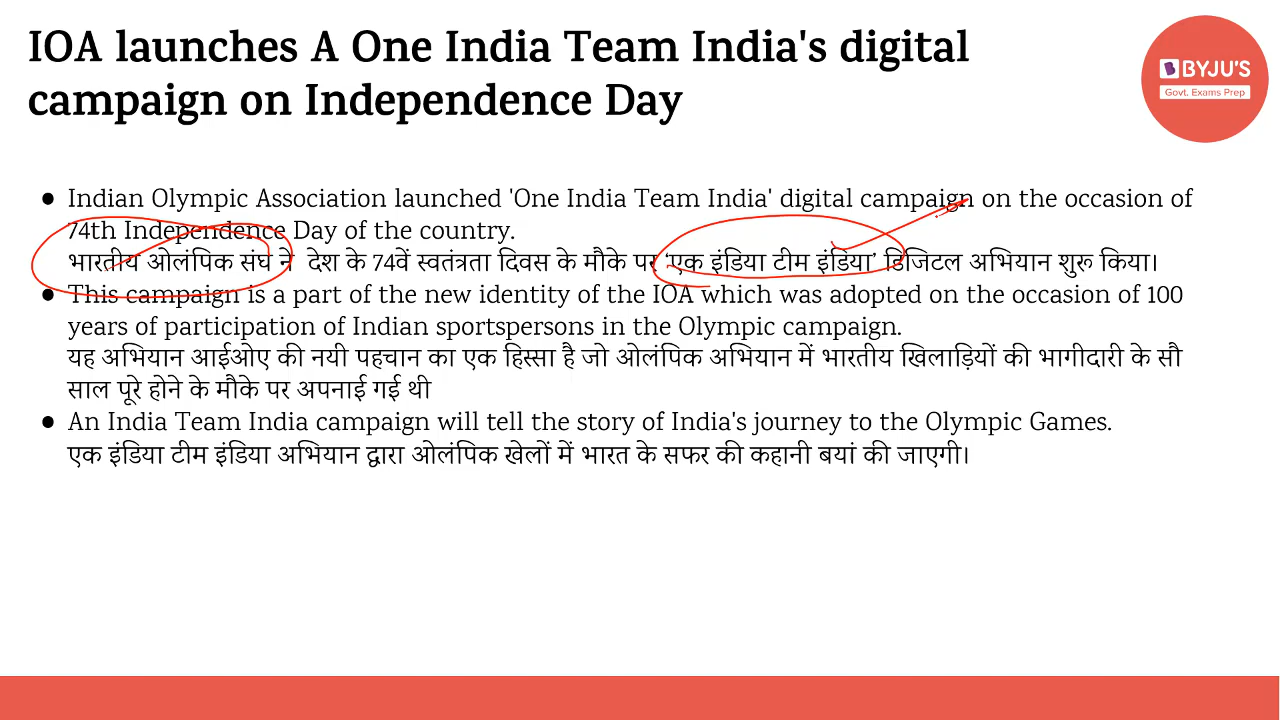 IOA launches A One India Team India's digital
campaign on Independence Day
BYJU'S
Govt. Exams Prep
● Indian Olympic Association launched 'One India Team India' digital campaign on the occasion of
74th Independence Day of the country.
भारतीय ओलंपिक संघ ने देश के 74वें स्वतंत्रता दिवस के मौके पर ‘एक इंडिया टीम इंडिया’ डिजिटल अभियान शुरू किया।
● This campaign is a part of the new identity of the IOA which was adopted on the occasion of 100
years of participation of Indian sportspersons in the Olympic campaign.
यह अभियान आईओए की नयी पहचान का एक हिस्सा है जो ओलंपिक अभियान में भारतीय खिलाड़ियों की भागीदारी के सौ
साल पूरे होने के मौके पर अपनाई गई थी
● An India Team India campaign will tell the story of India's journey to the Olympic Games.
एक इंडिया टीम इंडिया अभियान द्वारा ओलंपिक खेलों में भारत के सफर की कहानी बयां की जाएगी।